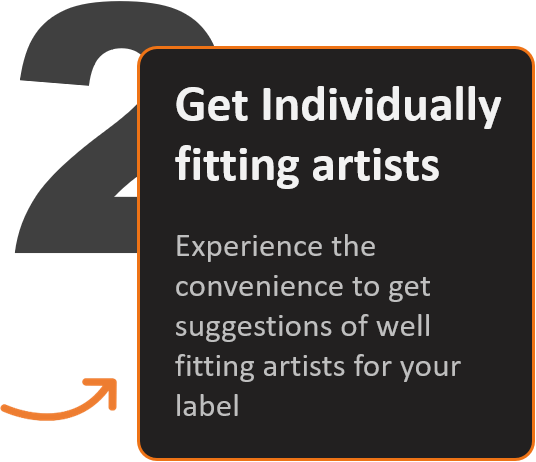 2
Get Individually
fitting artists
Experience the
convenience to get
suggestions of well
fitting artists for your
label